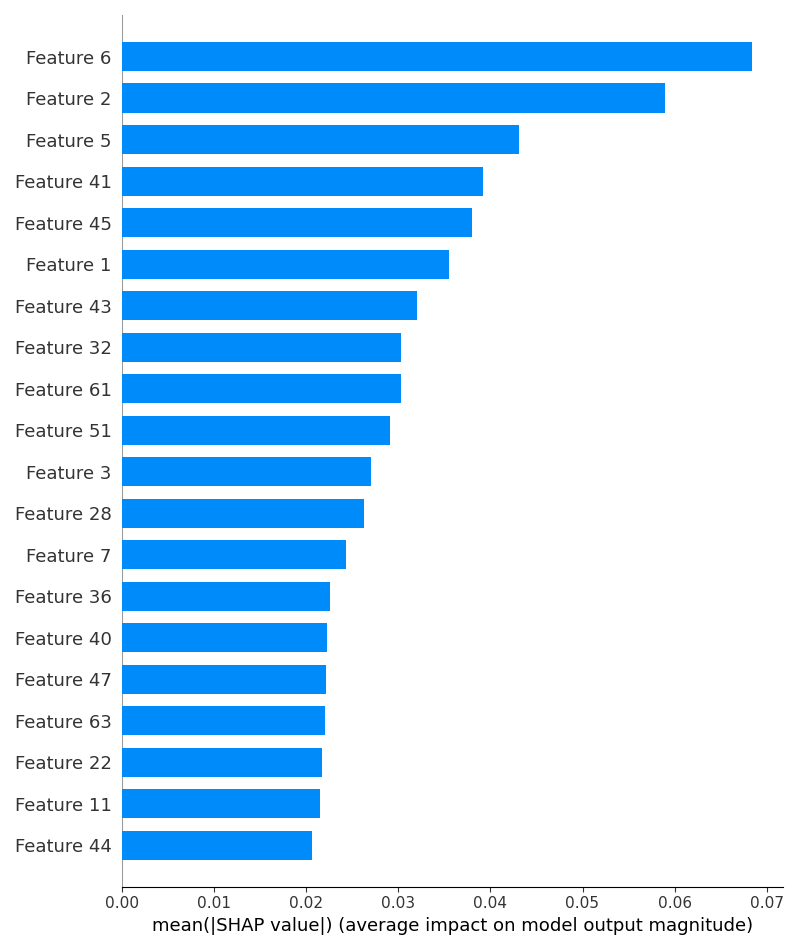 Feature 6
Feature 2
Feature 5
Feature 41
Feature 45
Feature 1
Feature 43
Feature 32
Feature 61
Feature 51
Feature 3
Feature 28
Feature 7
Feature 36
Feature 40
Feature 47
Feature 63
Feature 22
Feature 11
Feature 44
0.00 0.01 0.02 0.03 0.04 0.05 0.06 0.07
mean(|SHAP value|) (average impact on model output magnitude)